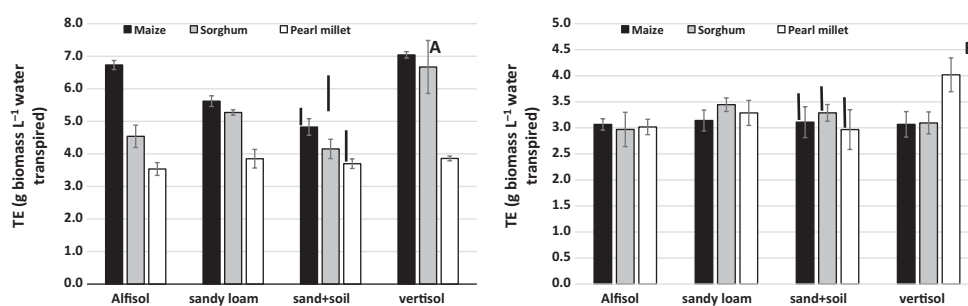 8.0
7.0
6.0
5.0
4.0
3.0
2.0
1.0
0.0
TE (g biomass L⁻¹ water
transpired)
Maize Sorghum Pearl millet
A
Alfisol sandy loam sand+soil vertisol
5.0
4.5
4.0
3.5
3.0
2.5
2.0
1.5
1.0
0.5
0.0
TE (g biomass L⁻¹ water
transpired)
Maize Sorghum Pearl millet
Alfisol sandy loam sand+soil vertisol